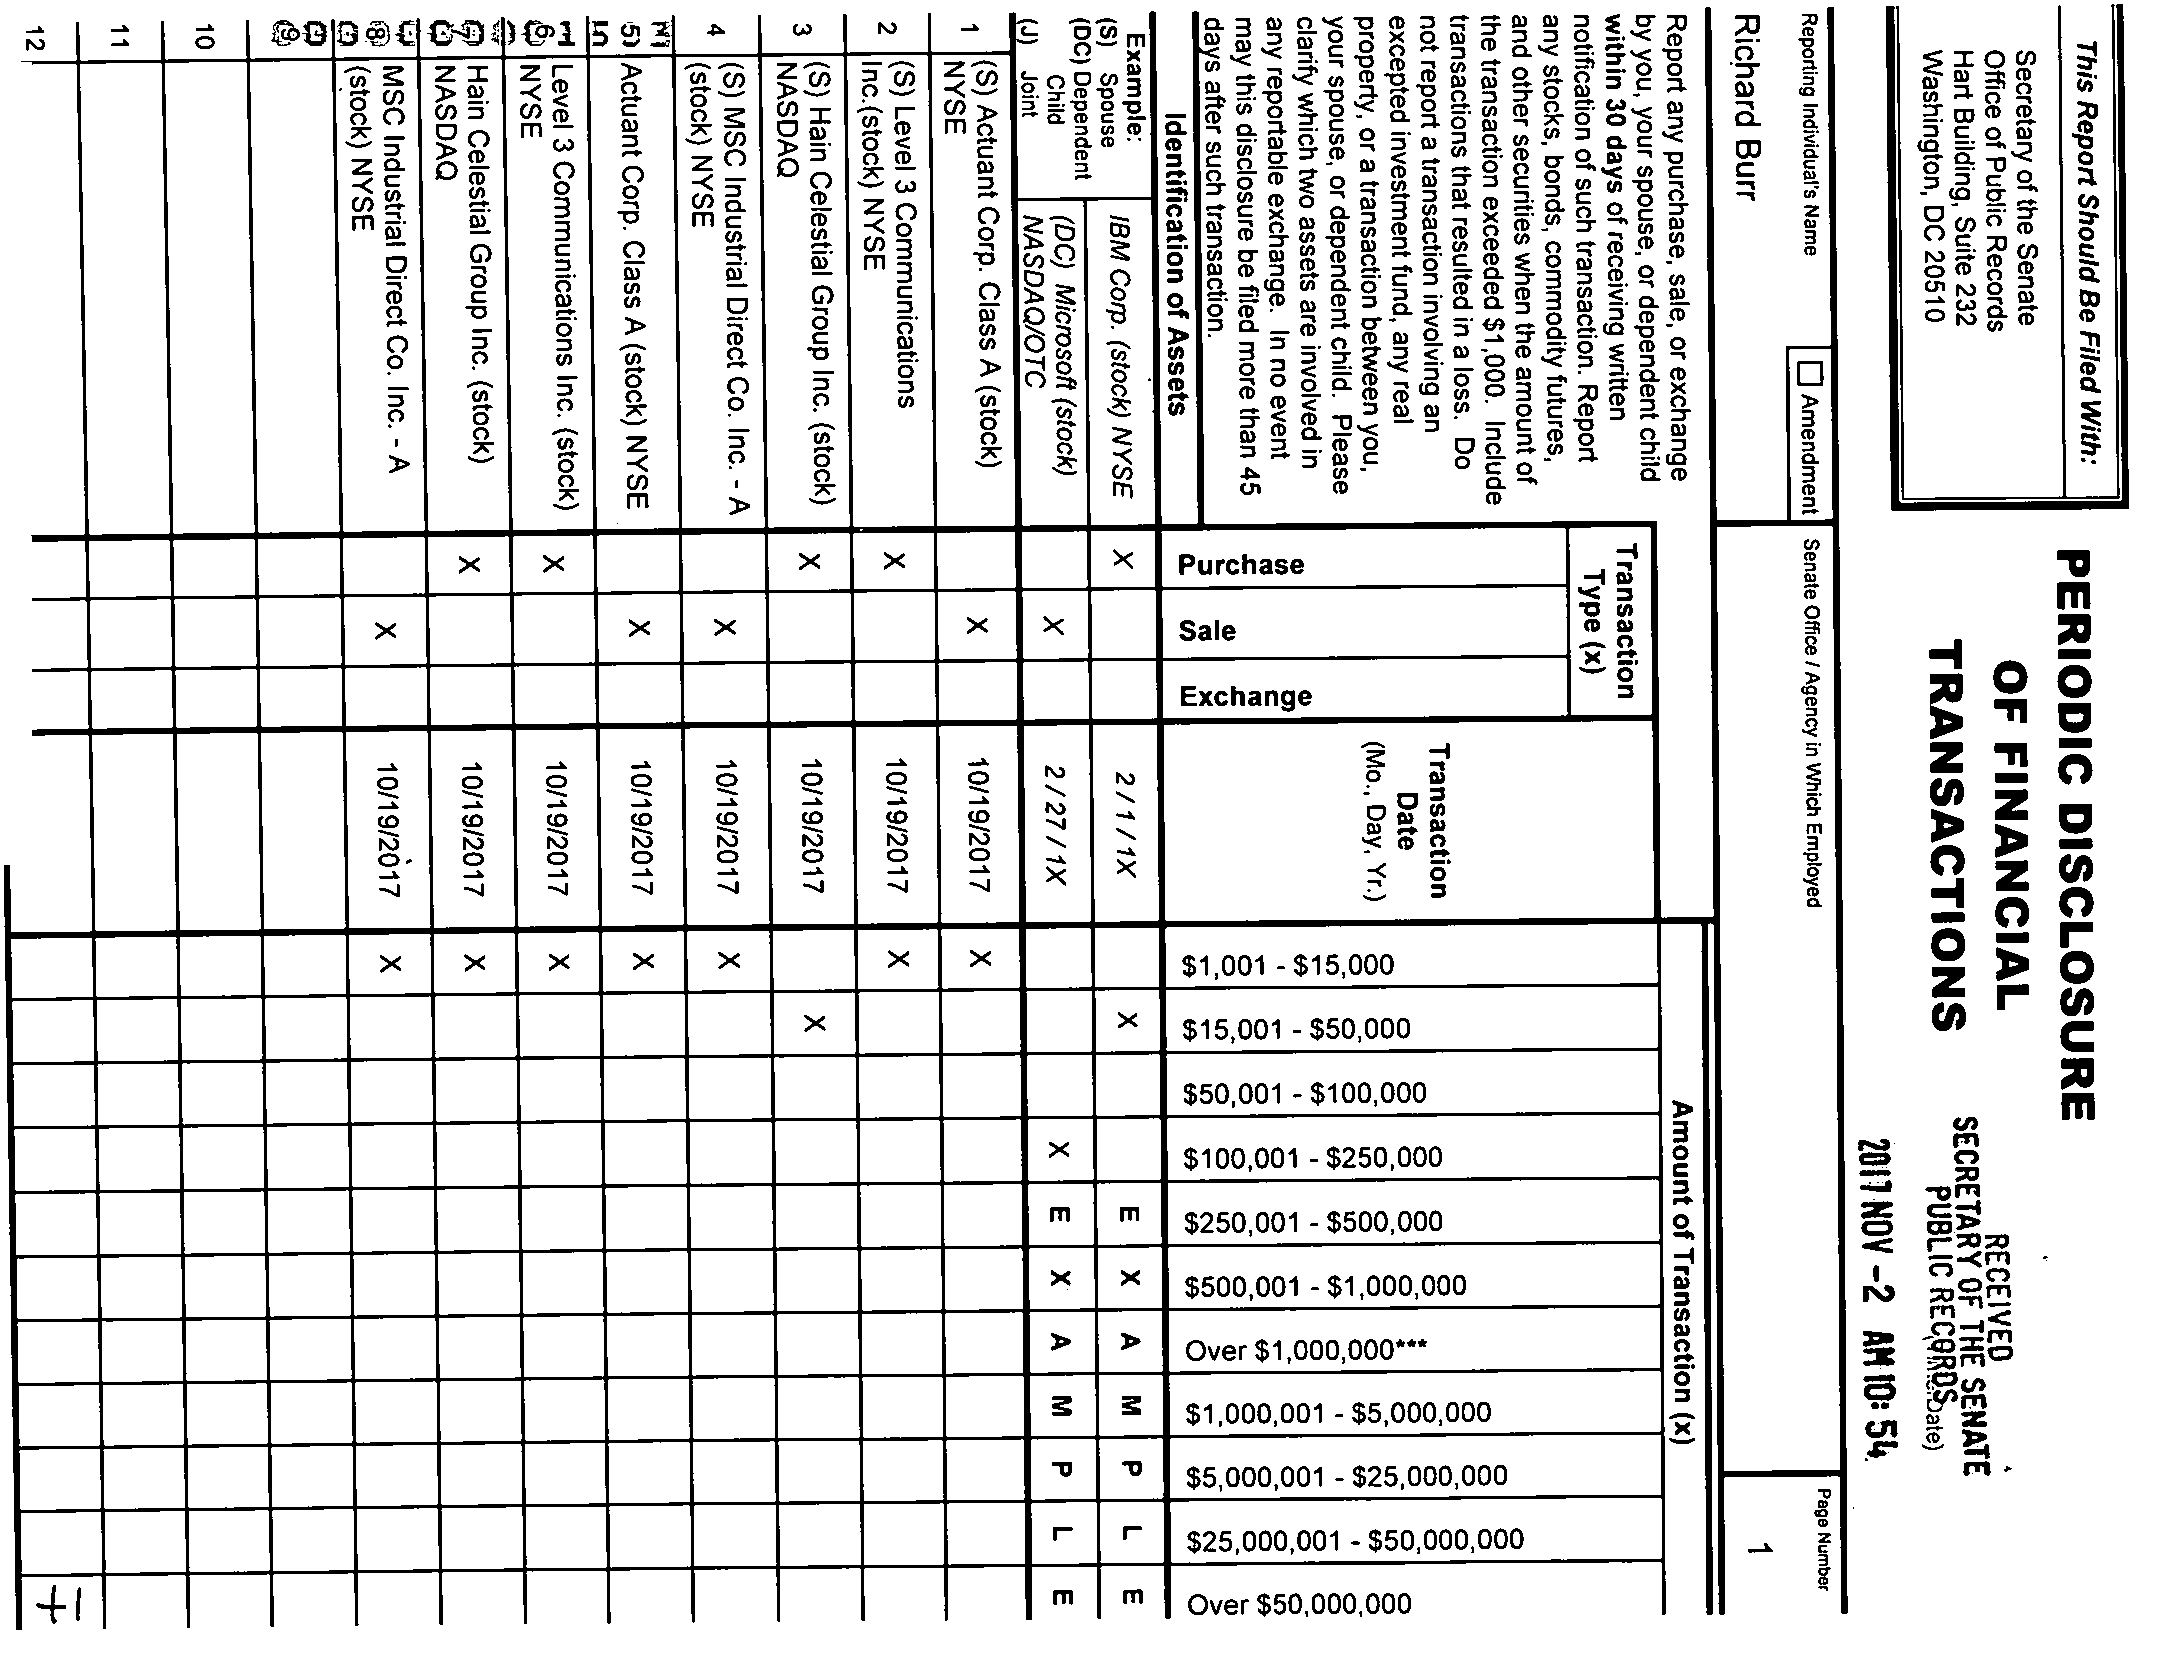 This Report Should Be Filed With:
Secretary of the Senate
Office of Public Records
Hart Building, Suite 232
Washington, DC 20510
PERIODIC DISCLOSURE
OF FINANCIAL
TRANSACTIONS
RECEIVED
SECRETARY OF THE SENATE
PUBLIC RECORDS
Date)
2017 NOV -2 AM 10: 54
Reporting Individual's Name
Amendment
Senate Office / Agency in Which Employed
Page Number
Richard Burr
1
Report any purchase, sale, or exchange
by you, your spouse, or dependent child
within 30 days of receiving written
notification of such transaction. Report
any stocks, bonds, commodity futures,
and other securities when the amount of
the transaction exceeded $1,000. Include
transactions that resulted in a loss. Do
not report a transaction involving an
excepted investment fund, any real
property, or a transaction between you,
your spouse, or dependent child. Please
clarify which two assets are involved in
any reportable exchange. In no event
may this disclosure be filed more than 45
days after such transaction.
Identification of Assets
Transaction
Type (x)
Purchase
Sale
Exchange
Transaction
Date
(Mo., Day, Yr.)
Amount of Transaction (x)
$1,001 - $15,000
$15,001 - $50,000
$50,001 - $100,000
$100,001 - $250,000
$250,001 - $500,000
$500,001 - $1,000,000
Over $1,000,000***
$1,000,001 - $5,000,000
$5,000,001 - $25,000,000
$25,000,001 - $50,000,000
Over $50,000,000
Example:
(S) Spouse
(DC) Dependent
Child
(J) Joint
IBM Corp. (stock) NYSE X 2 / 1 / 1X X E X A M P L E
(DC) Microsoft (stock)
NASDAQ/OTC X 2 / 27 / 1X X E X A M P L E
1 (S) Actuant Corp. Class A (stock)
NYSE X 10/19/2017 X
2 (S) Level 3 Communications
Inc.(stock) NYSE X 10/19/2017 X
3 (S) Hain Celestial Group Inc. (stock)
NASDAQ X 10/19/2017 X
4 (S) MSC Industrial Direct Co. Inc. - A
(stock) NYSE X 10/19/2017 X
5 Actuant Corp. Class A (stock) NYSE X 10/19/2017 X
6 Level 3 Communications Inc. (stock)
NYSE X 10/19/2017 X
7 Hain Celestial Group Inc. (stock)
NASDAQ X 10/19/2017 X
8 MSC Industrial Direct Co. Inc. - A
(stock) NYSE X 10/19/2017 X
9
10
11
12